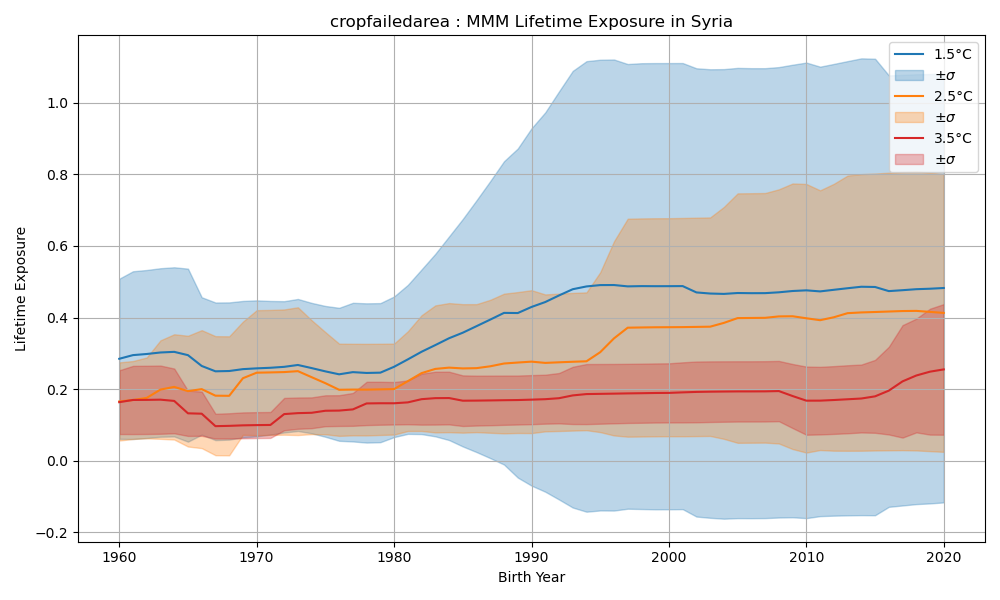 cropfailedarea : MMM Lifetime Exposure in Syria
Lifetime Exposure
1.0
0.8
0.6
0.4
0.2
0.0
−0.2
1960
1970
1980
1990
2000
2010
2020
Birth Year
1.5°C
±σ
2.5°C
±σ
3.5°C
±σ